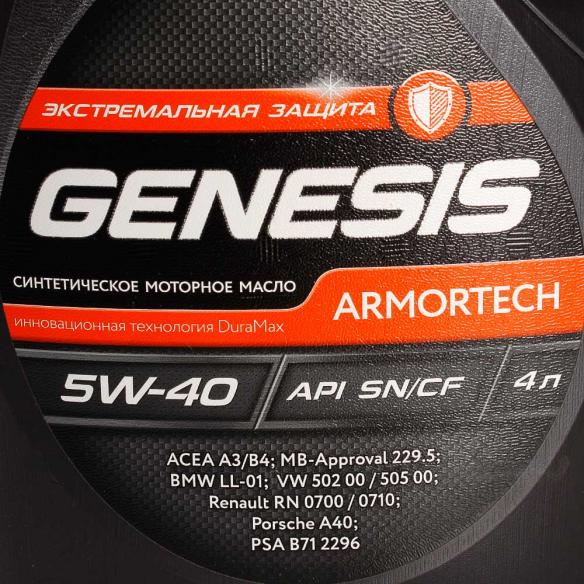 ЭКСТРЕМАЛЬНАЯ ЗАЩИТА
GENESIS
СИНТЕТИЧЕСКОЕ МОТОРНОЕ МАСЛО
ARMORTECH
инновационная технология DuraMax
5W-40
API SN/CF
4 л
ACEA A3/B4; MB-Approval 229.5;
BMW LL-01; VW 502 00 / 505 00;
Renault RN 0700 / 0710;
Porsche A40;
PSA B71 2296